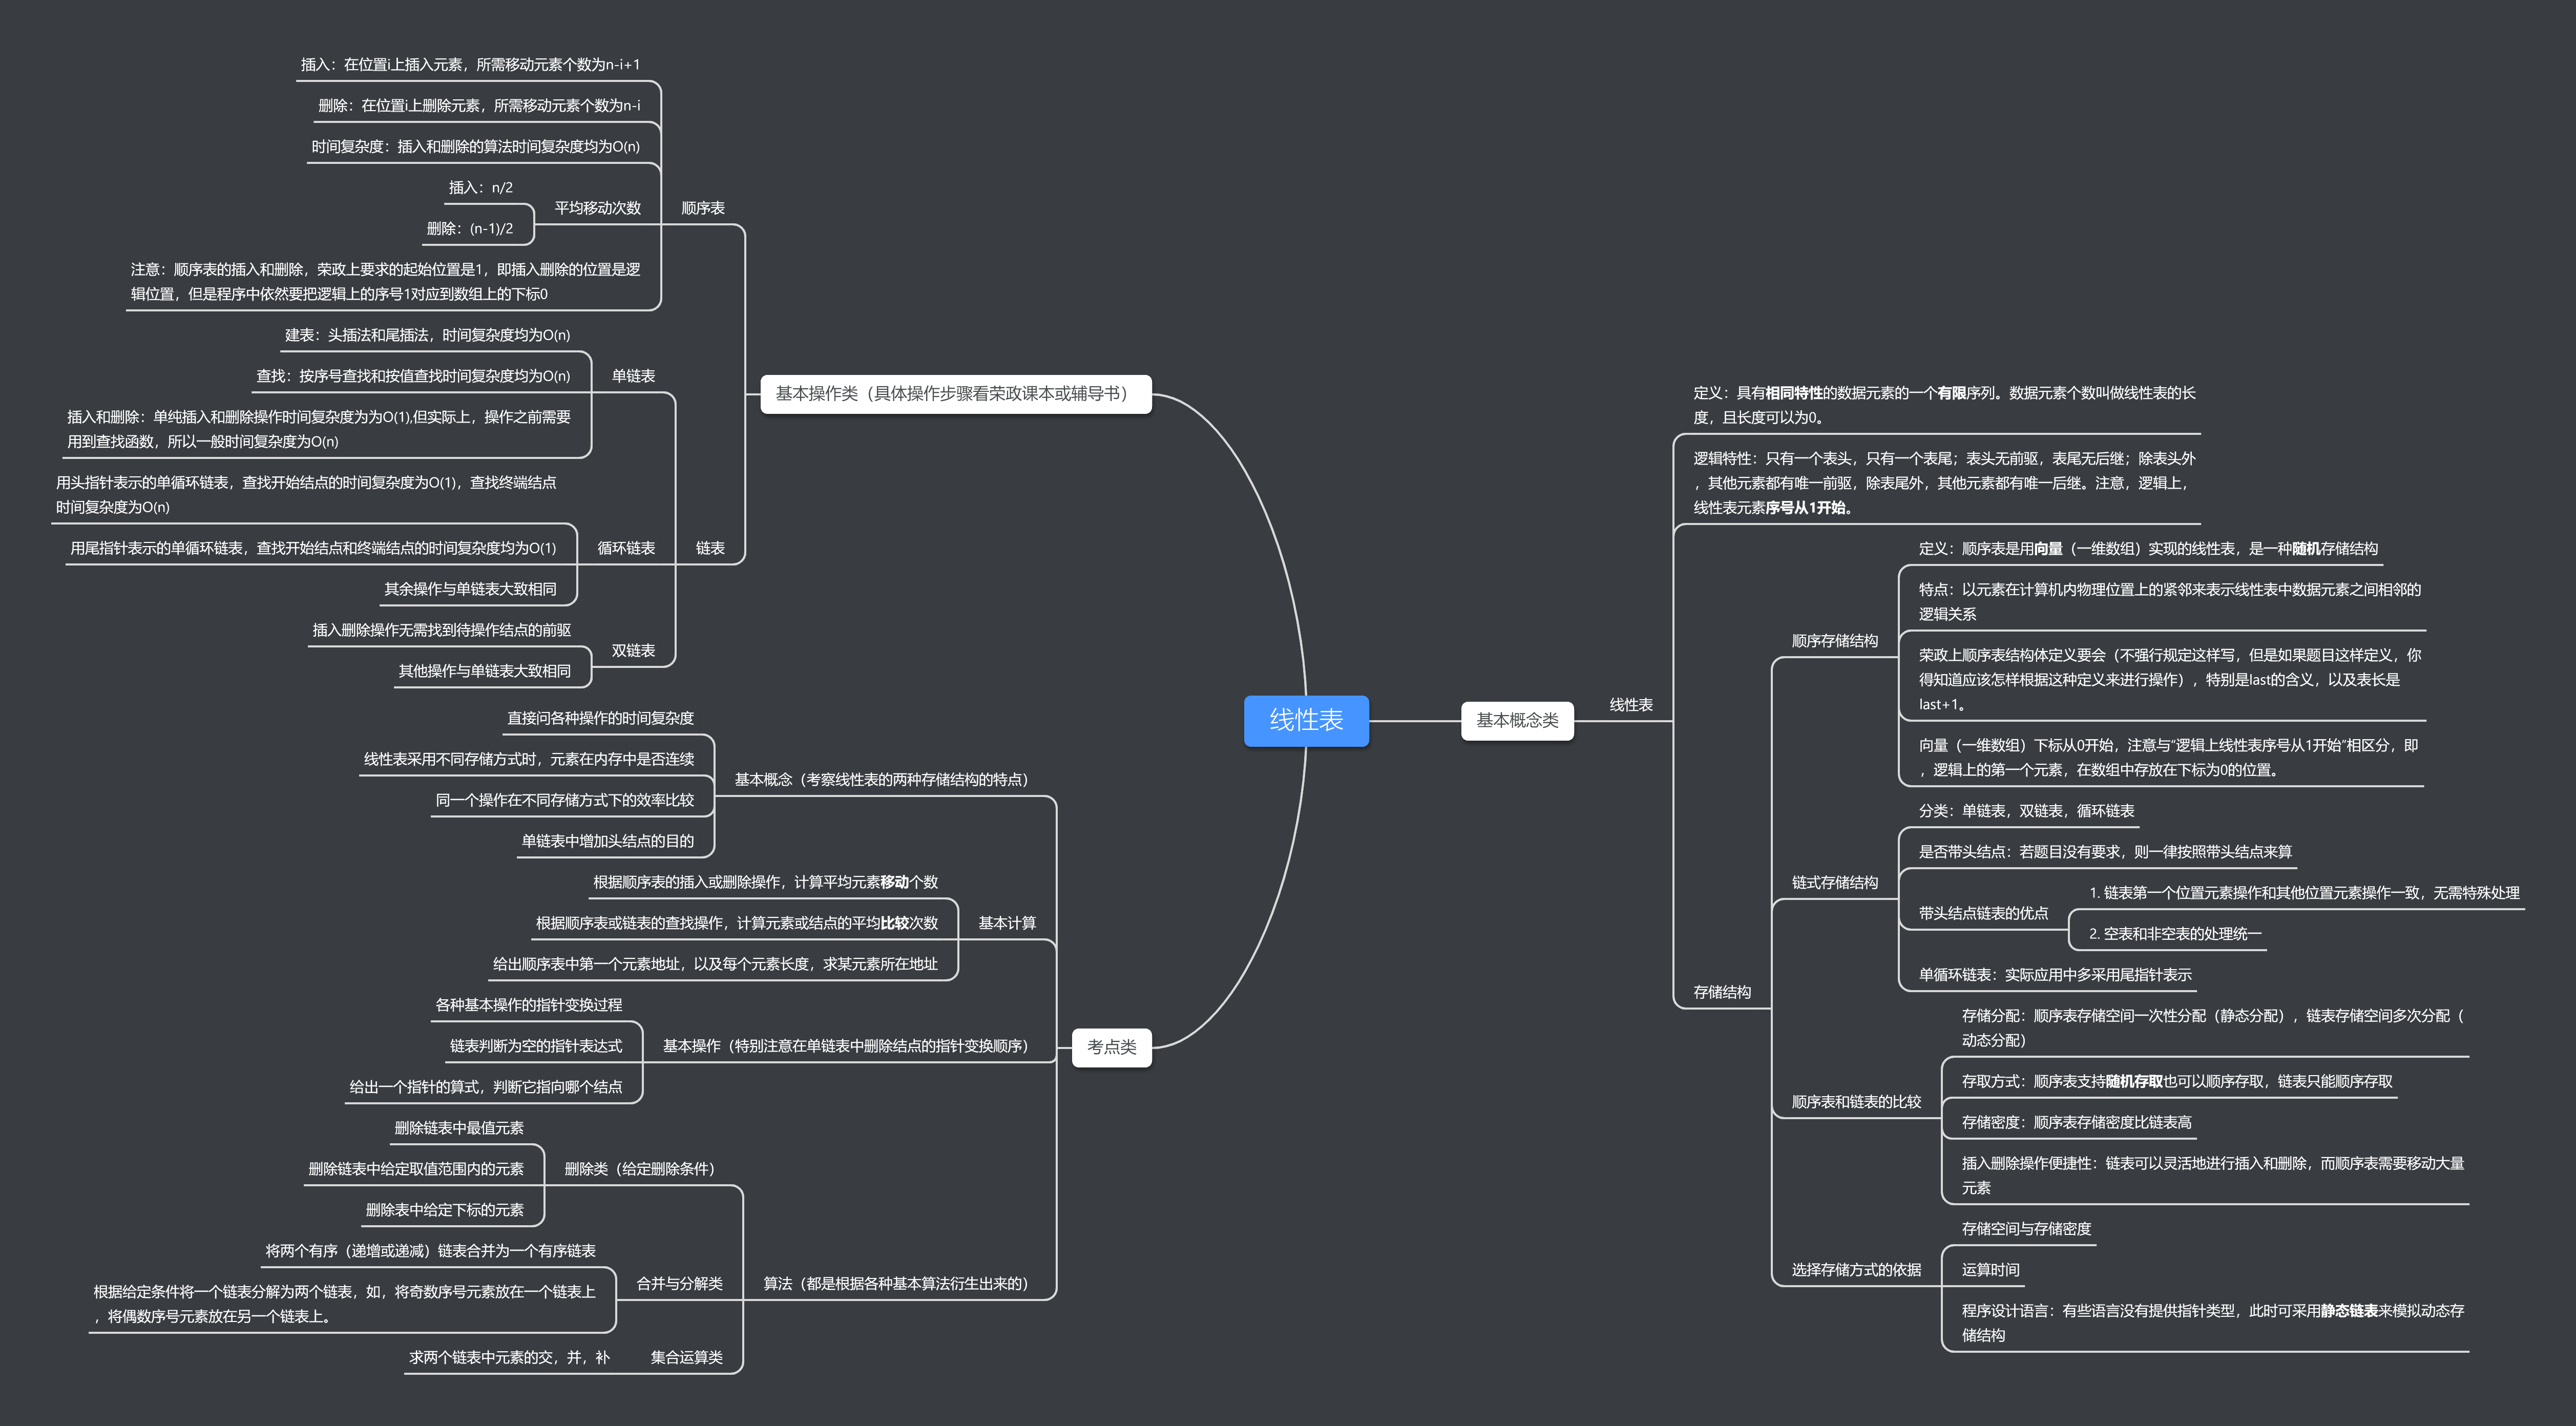 线性表
基本概念类
线性表
定义：具有相同特性的数据元素的一个有限序列。数据元素个数叫做线性表的长
度，且长度可以为0。
逻辑特性：只有一个表头，只有一个表尾；表头无前驱，表尾无后继；除表头外
，其他元素都有唯一前驱，除表尾外，其他元素都有唯一后继。注意，逻辑上，
线性表元素序号从1开始。
存储结构
顺序存储结构
定义：顺序表是用向量（一维数组）实现的线性表，是一种随机存储结构
特点：以元素在计算机内物理位置上的紧邻来表示线性表中数据元素之间相邻的
逻辑关系
荣政上顺序表结构体定义要会（不强行规定这样写，但是如果题目这样定义，你
得知道应该怎样根据这种定义来进行操作），特别是last的含义，以及表长是
last+1。
向量（一维数组）下标从0开始，注意与“逻辑上线性表序号从1开始”相区分，即
，逻辑上的第一个元素，在数组中存放在下标为0的位置。
链式存储结构
分类：单链表，双链表，循环链表
是否带头结点：若题目没有要求，则一律按照带头结点来算
带头结点链表的优点
1. 链表第一个位置元素操作和其他位置元素操作一致，无需特殊处理
2. 空表和非空表的处理统一
单循环链表：实际应用中多采用尾指针表示
顺序表和链表的比较
存储分配：顺序表存储空间一次性分配（静态分配），链表存储空间多次分配（
动态分配）
存取方式：顺序表支持随机存取也可以顺序存取，链表只能顺序存取
存储密度：顺序表存储密度比链表高
插入删除操作便捷性：链表可以灵活地进行插入和删除，而顺序表需要移动大量
元素
选择存储方式的依据
存储空间与存储密度
运算时间
程序设计语言：有些语言没有提供指针类型，此时可采用静态链表来模拟动态存
储结构
基本操作类（具体操作步骤看荣政课本或辅导书）
顺序表
插入：在位置i上插入元素，所需移动元素个数为n-i+1
删除：在位置i上删除元素，所需移动元素个数为n-i
时间复杂度：插入和删除的算法时间复杂度均为O(n)
平均移动次数
插入：n/2
删除：(n-1)/2
注意：顺序表的插入和删除，荣政上要求的起始位置是1，即插入删除的位置是逻
辑位置，但是程序中依然要把逻辑上的序号1对应到数组上的下标0
链表
单链表
建表：头插法和尾插法，时间复杂度均为O(n)
查找：按序号查找和按值查找时间复杂度均为O(n)
插入和删除：单纯插入和删除操作时间复杂度为为O(1),但实际上，操作之前需要
用到查找函数，所以一般时间复杂度为O(n)
循环链表
用头指针表示的单循环链表，查找开始结点的时间复杂度为O(1)，查找终端结点
时间复杂度为O(n)
用尾指针表示的单循环链表，查找开始结点和终端结点的时间复杂度均为O(1)
其余操作与单链表大致相同
双链表
插入删除操作无需找到待操作结点的前驱
其他操作与单链表大致相同
考点类
基本概念（考察线性表的两种存储结构的特点）
直接问各种操作的时间复杂度
线性表采用不同存储方式时，元素在内存中是否连续
同一个操作在不同存储方式下的效率比较
单链表中增加头结点的目的
基本计算
根据顺序表的插入或删除操作，计算平均元素移动个数
根据顺序表或链表的查找操作，计算元素或结点的平均比较次数
给出顺序表中第一个元素地址，以及每个元素长度，求某元素所在地址
基本操作（特别注意在单链表中删除结点的指针变换顺序）
各种基本操作的指针变换过程
链表判断为空的指针表达式
给出一个指针的算式，判断它指向哪个结点
算法（都是根据各种基本算法衍生出来的）
删除类（给定删除条件）
删除链表中最值元素
删除链表中给定取值范围内的元素
删除表中给定下标的元素
合并与分解类
将两个有序（递增或递减）链表合并为一个有序链表
根据给定条件将一个链表分解为两个链表，如，将奇数序号元素放在一个链表上
，将偶数序号元素放在另一个链表上。
集合运算类
求两个链表中元素的交，并，补